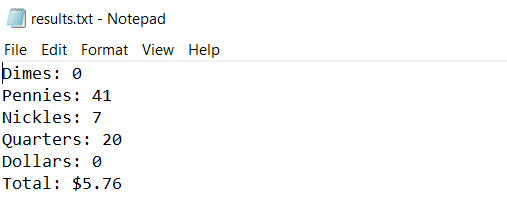 results.txt - Notepad
File Edit Format View Help
Dimes: 0
Pennies: 41
Nickles: 7
Quarters: 20
Dollars: 0
Total: $5.76